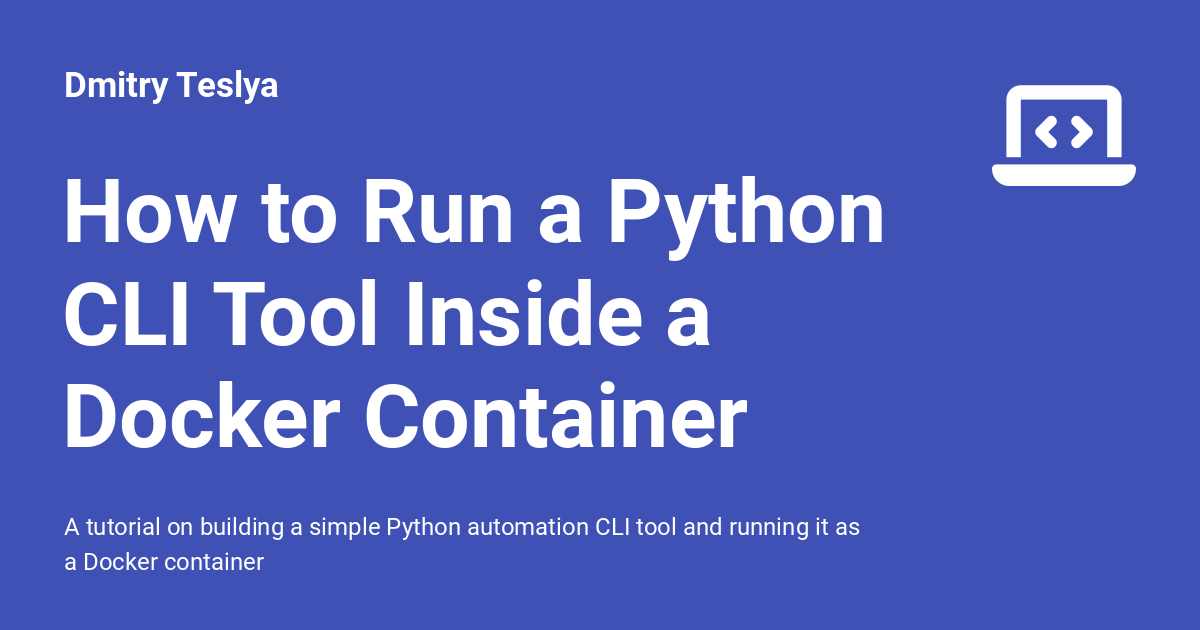 Dmitry Teslya
How to Run a Python
CLI Tool Inside a
Docker Container
A tutorial on building a simple Python automation CLI tool and running it as
a Docker container